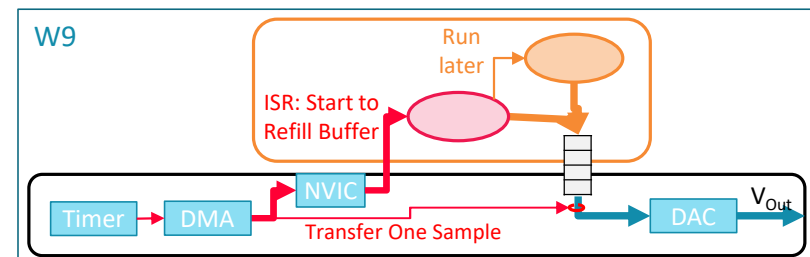 W9
Run
later
ISR: Start to
Refill Buffer
NVIC
Timer
DMA
Transfer One Sample
DAC
VOut